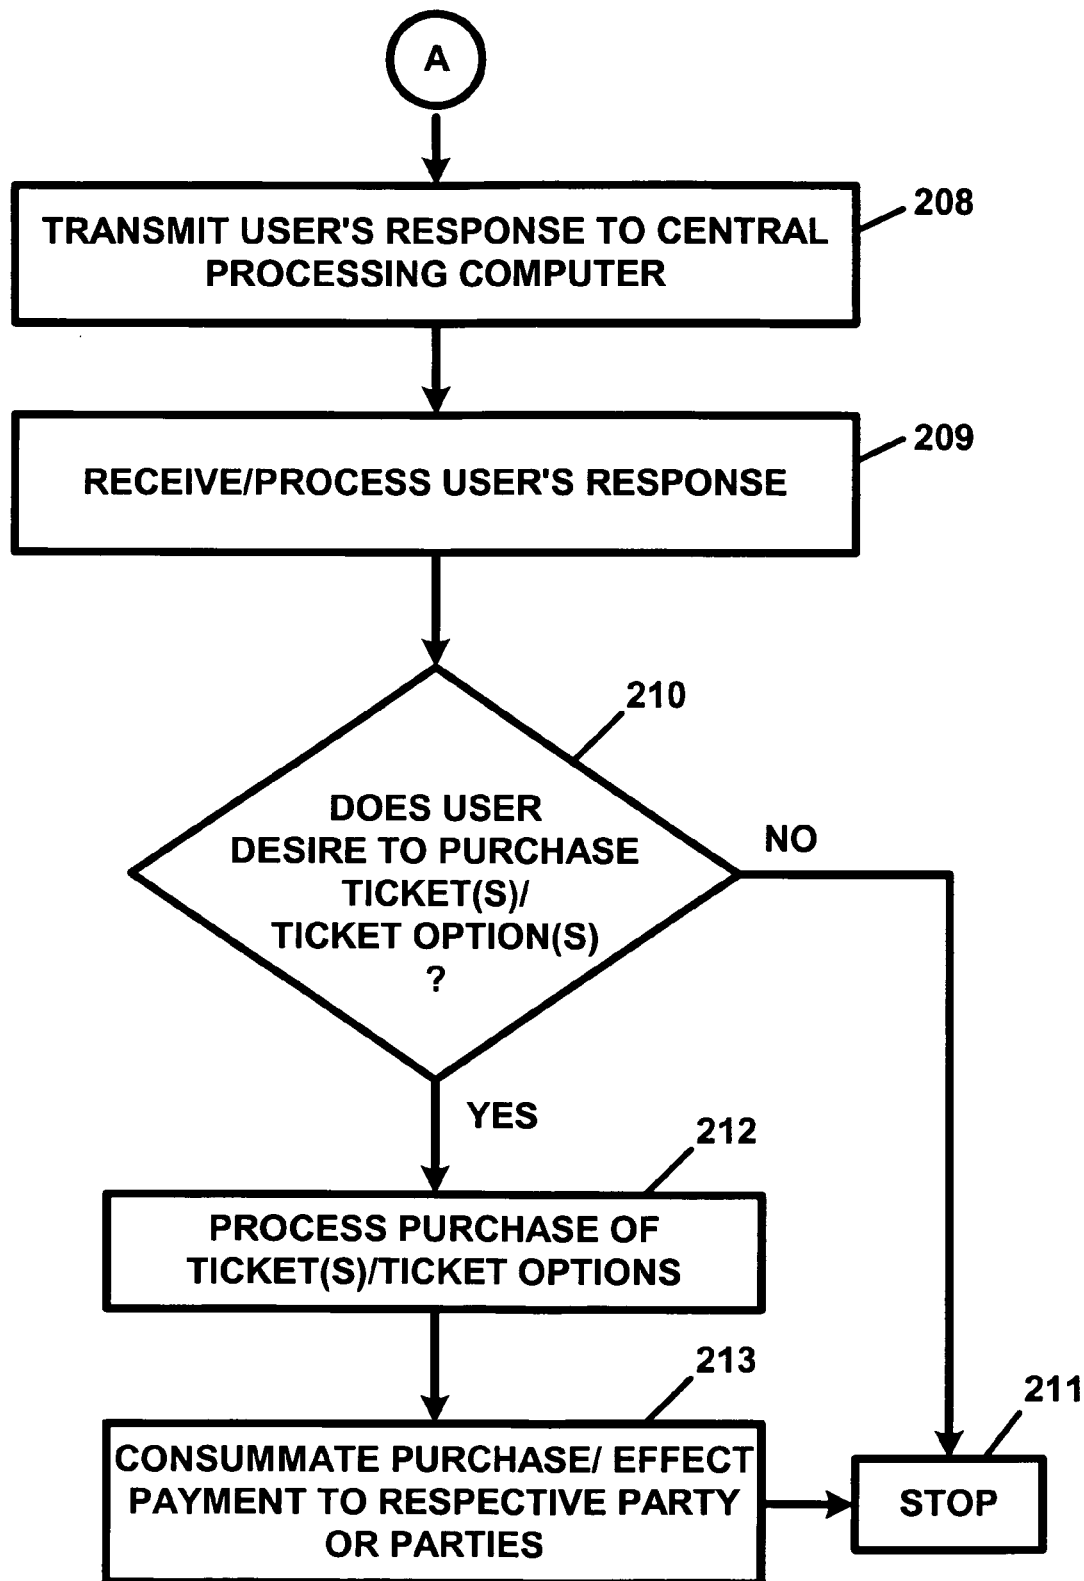 A
TRANSMIT USER'S RESPONSE TO CENTRAL
PROCESSING COMPUTER
208
RECEIVE/PROCESS USER'S RESPONSE
209
210
DOES USER
DESIRE TO PURCHASE
TICKET(S)/
TICKET OPTION(S)
?
NO
YES
212
PROCESS PURCHASE OF
TICKET(S)/TICKET OPTIONS
213
CONSUMMATE PURCHASE/ EFFECT
PAYMENT TO RESPECTIVE PARTY
OR PARTIES
211
STOP